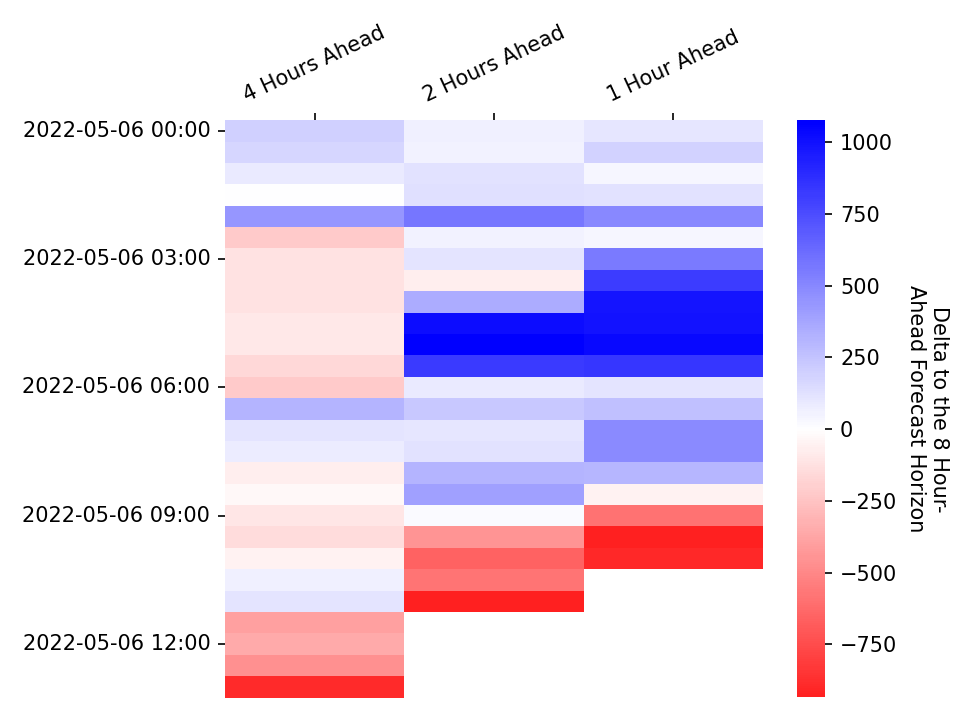 4 Hours Ahead
2 Hours Ahead
1 Hour Ahead
2022-05-06 00:00
2022-05-06 03:00
2022-05-06 06:00
2022-05-06 09:00
2022-05-06 12:00
1000
750
500
250
0
−250
−500
−750
Delta to the 8 Hour-
Ahead Forecast Horizon